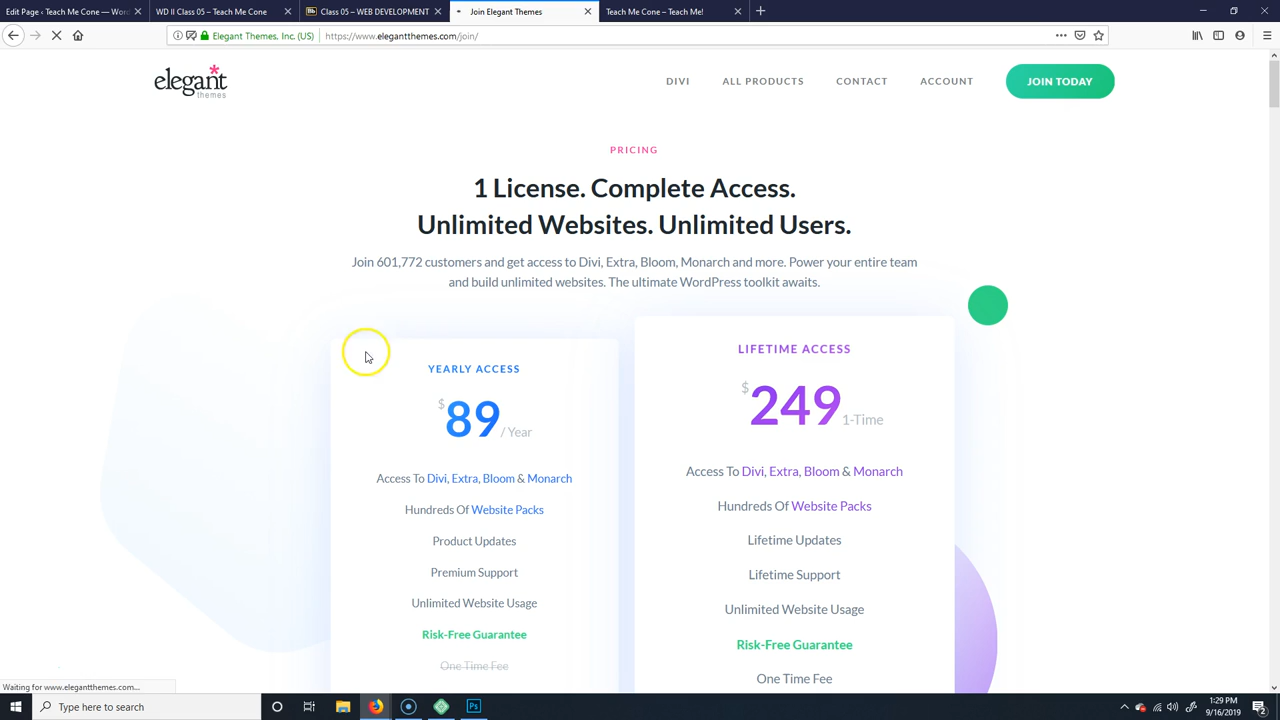 Edit Page ‹ Teach Me Cone — Wor
WD II Class 05 – Teach Me Cone
Class 05 – WEB DEVELOPMENT
Join Elegant Themes
Teach Me Cone – Teach Me!
Elegant Themes. Inc. (US)
https://www.elegantthemes.com/join/
elegant
themes
DIVI
ALL PRODUCTS
CONTACT
ACCOUNT
JOIN TODAY
PRICING
1 License. Complete Access.
Unlimited Websites. Unlimited Users.
Join 601,772 customers and get access to Divi, Extra, Bloom, Monarch and more. Power your entire team
and build unlimited websites. The ultimate WordPress toolkit awaits.
YEARLY ACCESS
$89 / Year
Access To Divi, Extra, Bloom & Monarch
Hundreds Of Website Packs
Product Updates
Premium Support
Unlimited Website Usage
Risk-Free Guarantee
One Time Fee
LIFETIME ACCESS
$249 1-Time
Access To Divi, Extra, Bloom & Monarch
Hundreds Of Website Packs
Lifetime Updates
Lifetime Support
Unlimited Website Usage
Risk-Free Guarantee
One Time Fee
Waiting for www.elegantthemes.com...
Type here to search
Ps
1:29 PM
9/16/2019
2